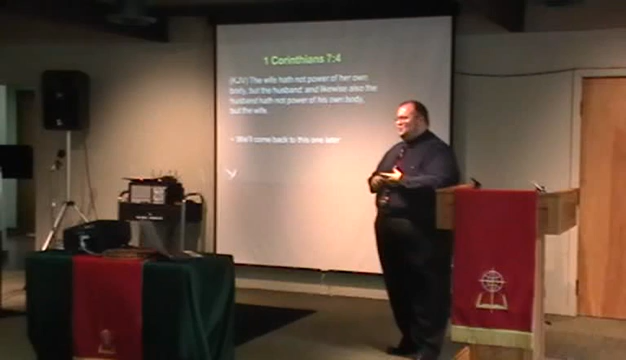 1 Corinthians 7:4
(KJV) The wife hath not power of her own
body, but the husband: and likewise also the
husband hath not power of his own body,
but the wife.
We'll come back to this one later